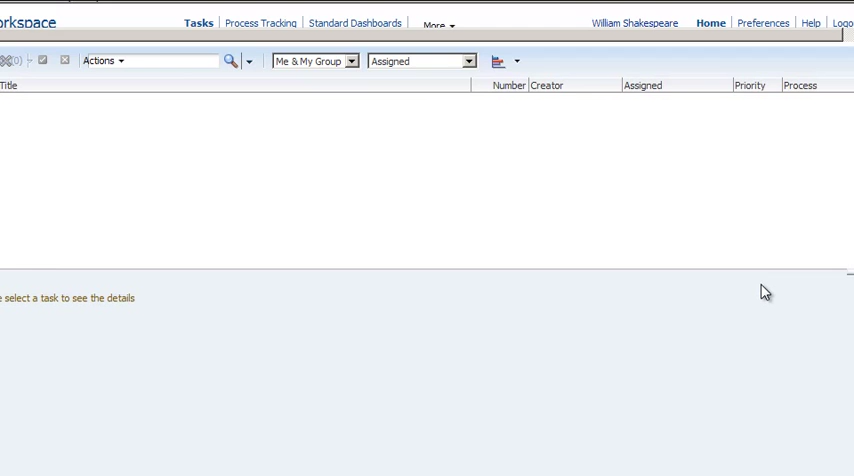 orkspace Tasks Process Tracking Standard Dashboards More William Shakespeare Home Preferences Help Logo
(0) Actions Me & My Group Assigned
Title Number Creator Assigned Priority Process
e select a task to see the details